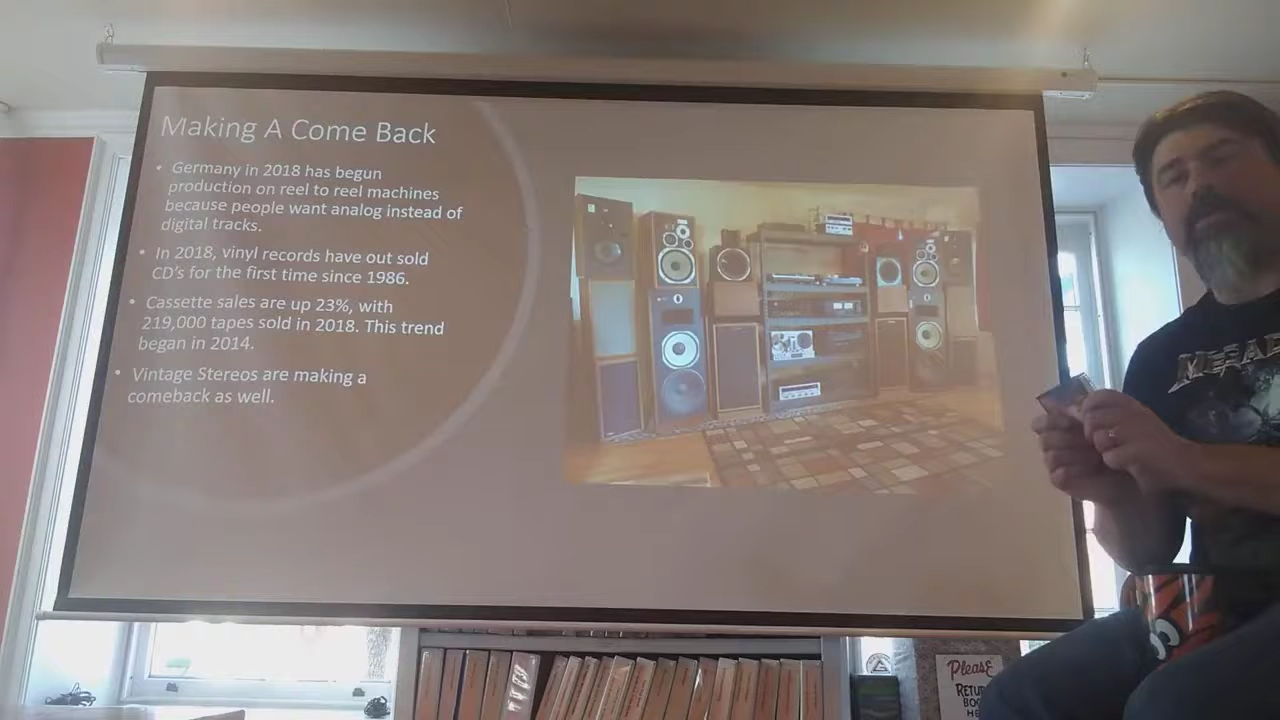 Making A Come Back
Germany in 2018 has begun
production on reel to reel machines
because people want analog instead of
digital tracks.
In 2018, vinyl records have out sold
CD's for the first time since 1986.
Cassette sales are up 23%, with
219,000 tapes sold in 2018. This trend
began in 2014.
Vintage Stereos are making a
comeback as well.
Please